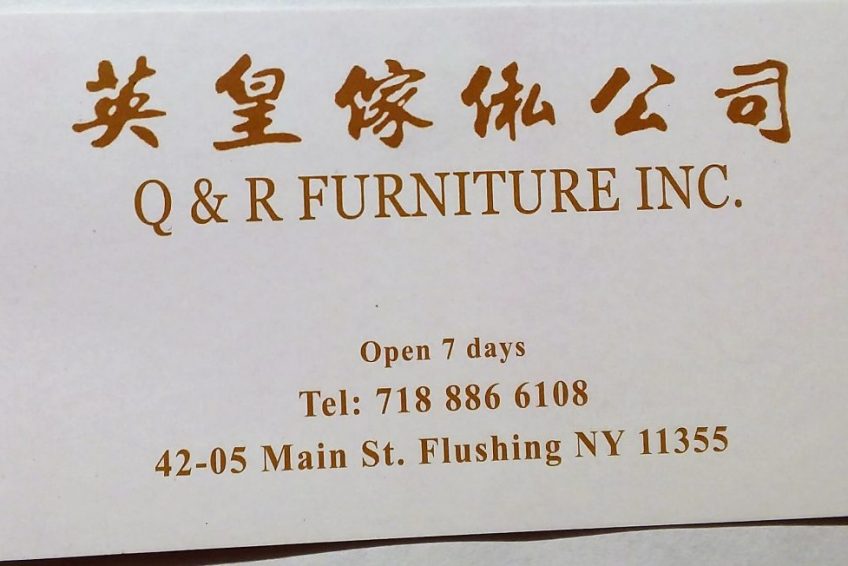 英皇傢俬公司
Q & R FURNITURE INC.
Open 7 days
Tel: 718 886 6108
42-05 Main St. Flushing NY 11355